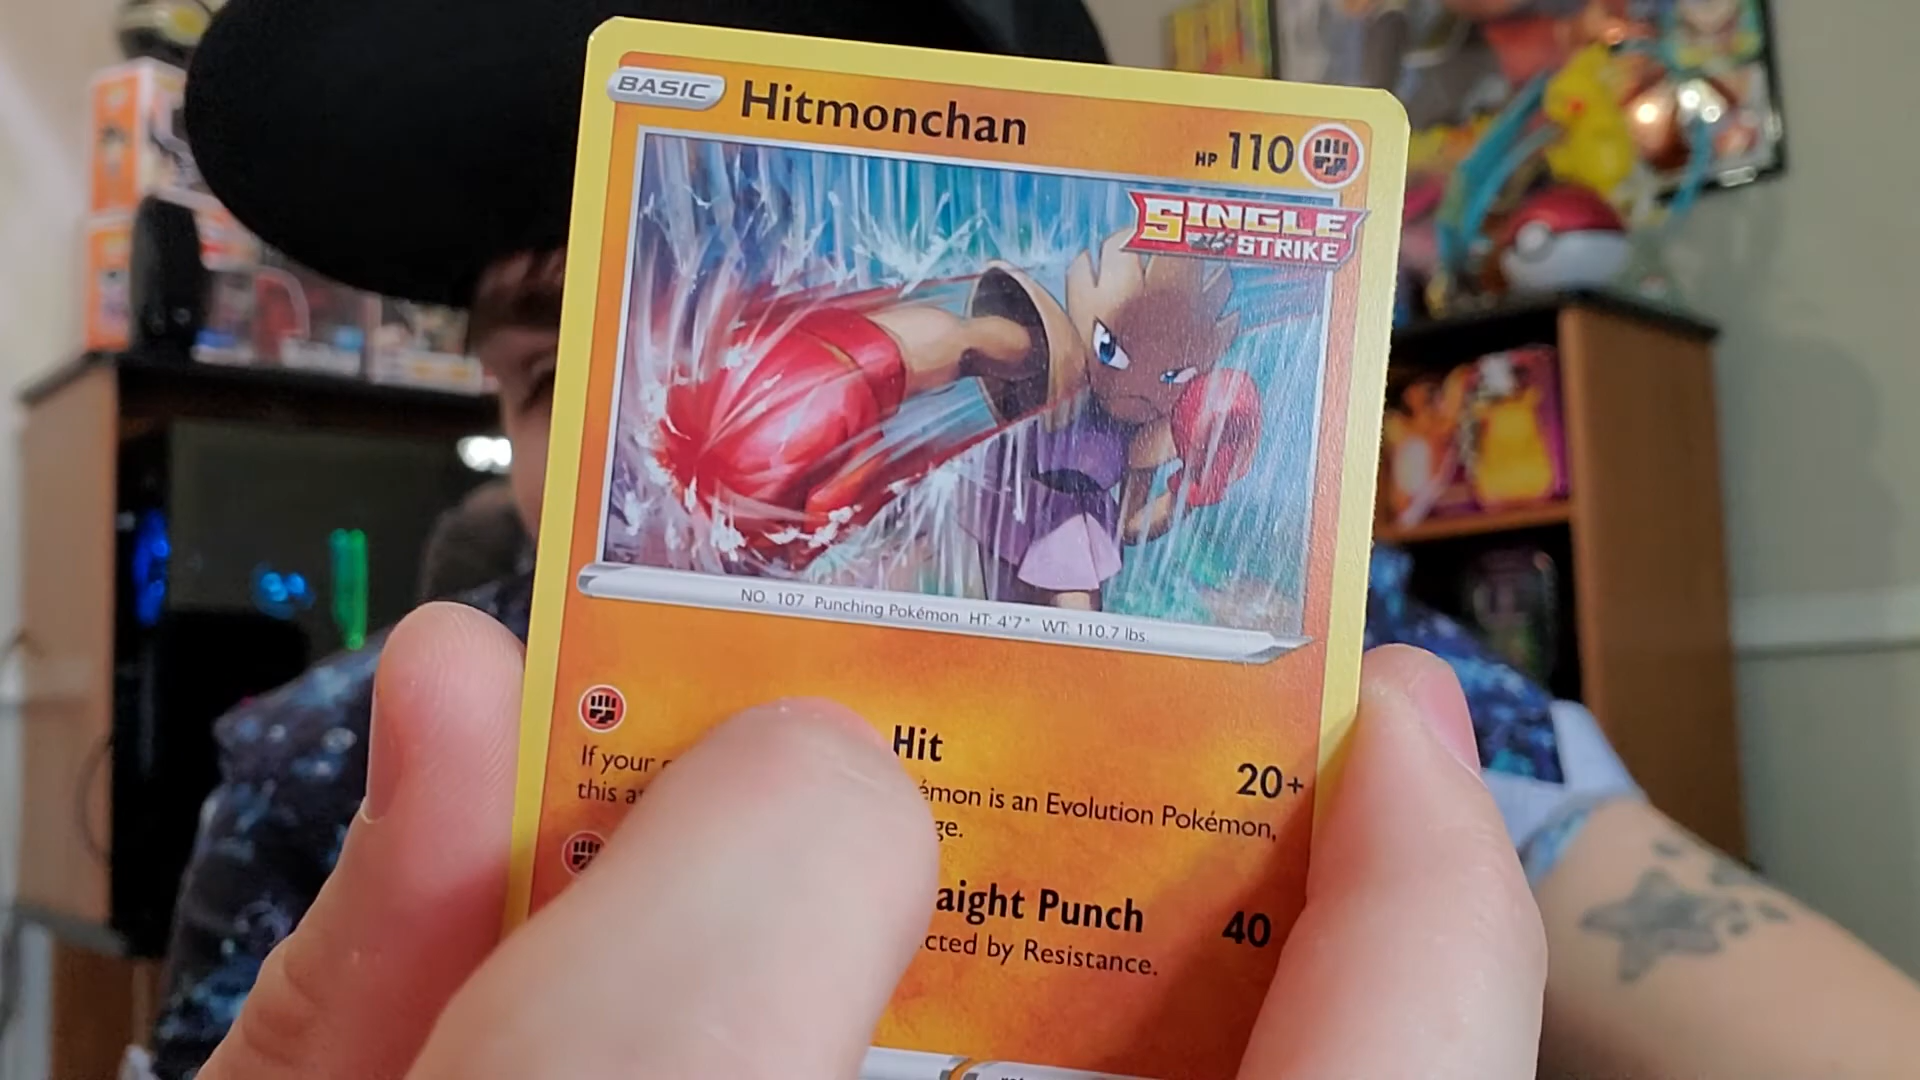 BASIC Hitmonchan HP 110
SINGLE
STRIKE
NO. 107 Punching Pokémon HT: 4'7" WT: 110.7 lbs.
Hit 20+
If your émon is an Evolution Pokémon,
this
aight Punch 40
cted by Resistance.